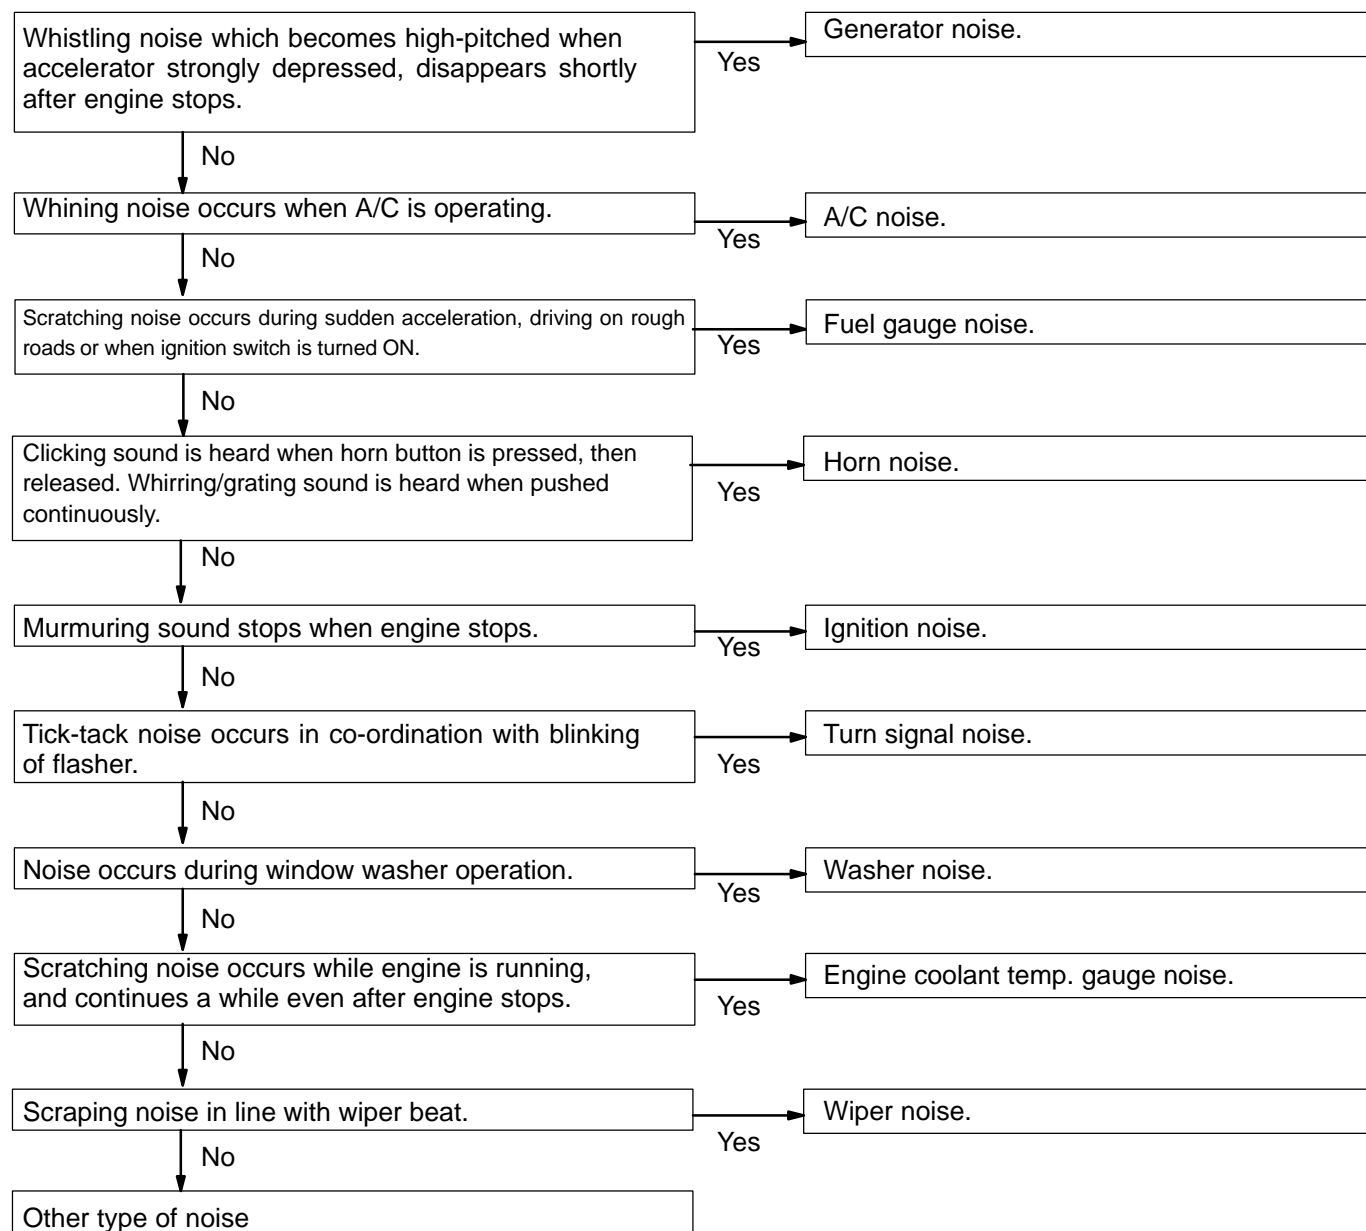 Whistling noise which becomes high-pitched when
accelerator strongly depressed, disappears shortly
after engine stops.
Yes
Generator noise.
No
Whining noise occurs when A/C is operating.
Yes
A/C noise.
No
Scratching noise occurs during sudden acceleration, driving on rough
roads or when ignition switch is turned ON.
Yes
Fuel gauge noise.
No
Clicking sound is heard when horn button is pressed, then
released. Whirring/grating sound is heard when pushed
continuously.
Yes
Horn noise.
No
Murmuring sound stops when engine stops.
Yes
Ignition noise.
No
Tick-tack noise occurs in co-ordination with blinking
of flasher.
Yes
Turn signal noise.
No
Noise occurs during window washer operation.
Yes
Washer noise.
No
Scratching noise occurs while engine is running,
and continues a while even after engine stops.
Yes
Engine coolant temp. gauge noise.
No
Scraping noise in line with wiper beat.
Yes
Wiper noise.
No
Other type of noise